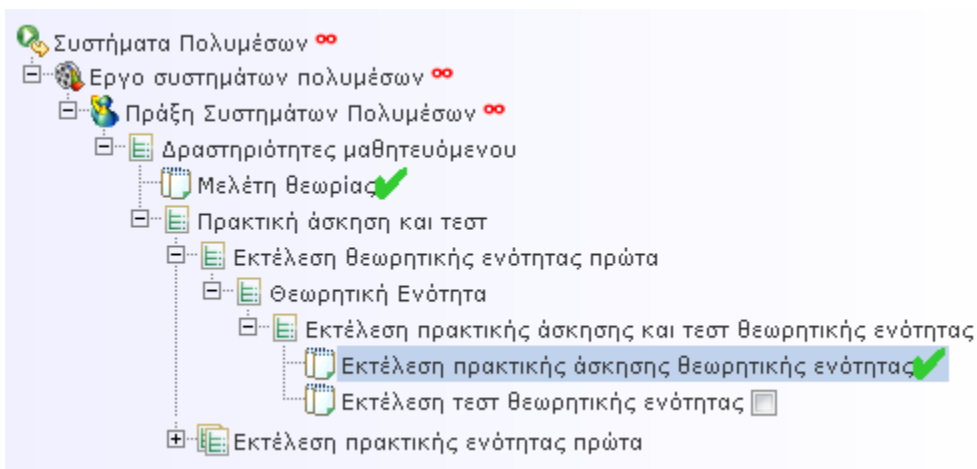 Συστήματα Πολυμέσων
Εργο συστημάτων πολυμέσων
Πράξη Συστημάτων Πολυμέσων
Δραστηριότητες μαθητευόμενου
Μελέτη θεωρίας
Πρακτική άσκηση και τεστ
Εκτέλεση θεωρητικής ενότητας πρώτα
Θεωρητική Ενότητα
Εκτέλεση πρακτικής άσκησης και τεστ θεωρητικής ενότητας
Εκτέλεση πρακτικής άσκησης θεωρητικής ενότητας
Εκτέλεση τεστ θεωρητικής ενότητας
Εκτέλεση πρακτικής ενότητας πρώτα